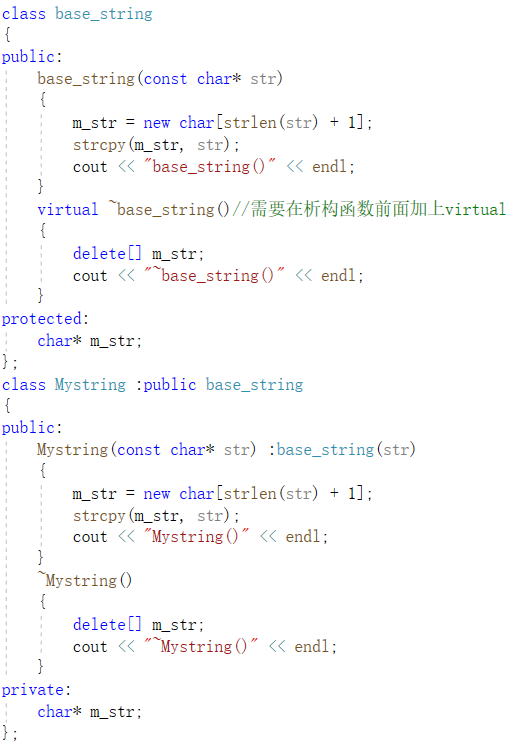 class base_string
{
public:
    base_string(const char* str)
    {
        m_str = new char[strlen(str) + 1];
        strcpy(m_str, str);
        cout << "base_string()" << endl;
    }
    virtual ~base_string()//需要在析构函数前面加上virtual
    {
        delete[] m_str;
        cout << "~base_string()" << endl;
    }
protected:
    char* m_str;
};
class Mystring :public base_string
{
public:
    Mystring(const char* str) :base_string(str)
    {
        m_str = new char[strlen(str) + 1];
        strcpy(m_str, str);
        cout << "Mystring()" << endl;
    }
    ~Mystring()
    {
        delete[] m_str;
        cout << "~Mystring()" << endl;
    }
private:
    char* m_str;
};